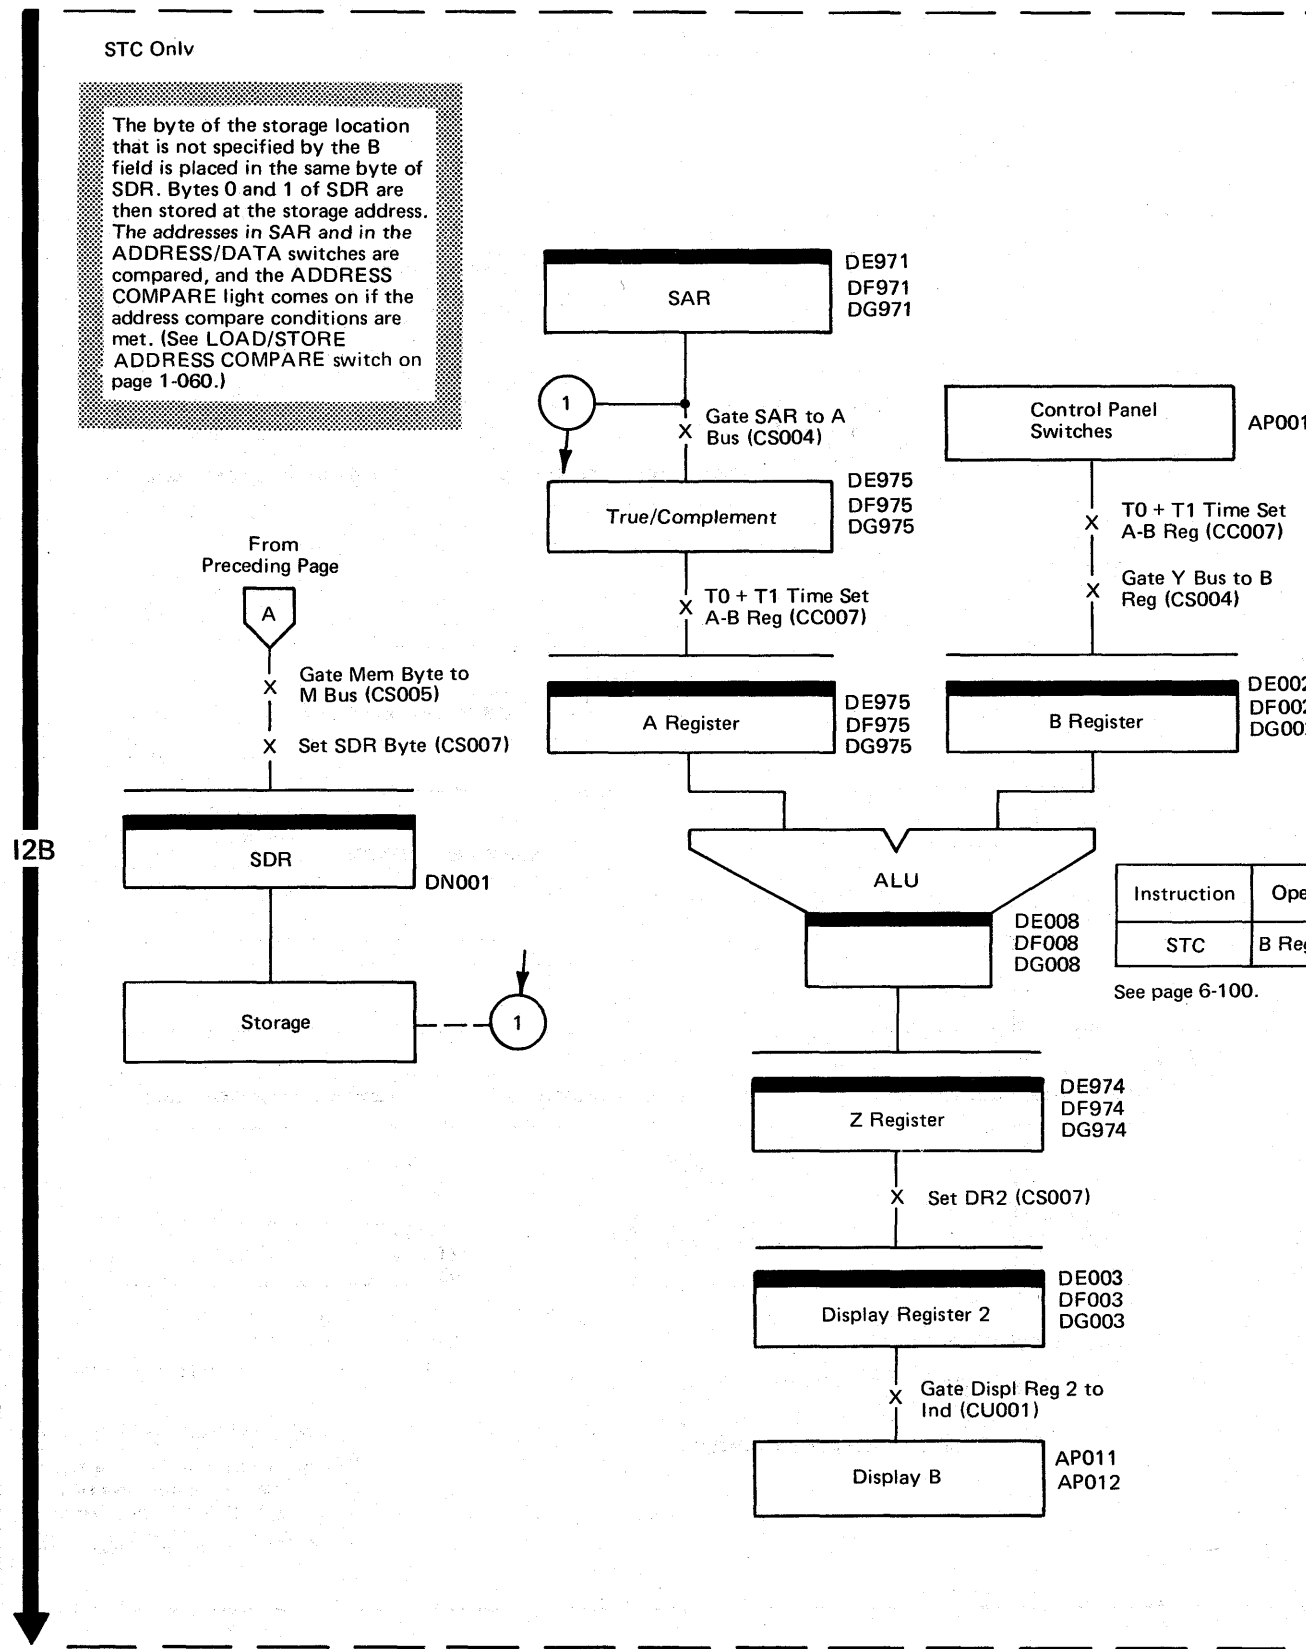 STC Only
The byte of the storage location
that is not specified by the B
field is placed in the same byte of
SDR. Bytes 0 and 1 of SDR are
then stored at the storage address.
The addresses in SAR and in the
ADDRESS/DATA switches are
compared, and the ADDRESS
COMPARE light comes on if the
address compare conditions are
met. (See LOAD/STORE
ADDRESS COMPARE switch on
page 1-060.)
SAR
DE971
DF971
DG971
1
Gate SAR to A
Bus (CS004)
Control Panel
Switches
AP001
True/Complement
DE975
DF975
DG975
T0 + T1 Time Set
A-B Reg (CC007)
Gate Y Bus to B
Reg (CS004)
From
Preceding Page
A
T0 + T1 Time Set
A-B Reg (CC007)
Gate Mem Byte to
M Bus (CS005)
Set SDR Byte (CS007)
A Register
DE975
DF975
DG975
B Register
DE002
DF002
DG00
I2B
SDR
DN001
ALU
DE008
DF008
DG008
Instruction
STC
B
See page 6-100.
Storage
1
Z Register
DE974
DF974
DG974
Set DR2 (CS007)
Display Register 2
DE003
DF003
DG003
Gate Displ Reg 2 to
Ind (CU001)
Display B
AP011
AP012